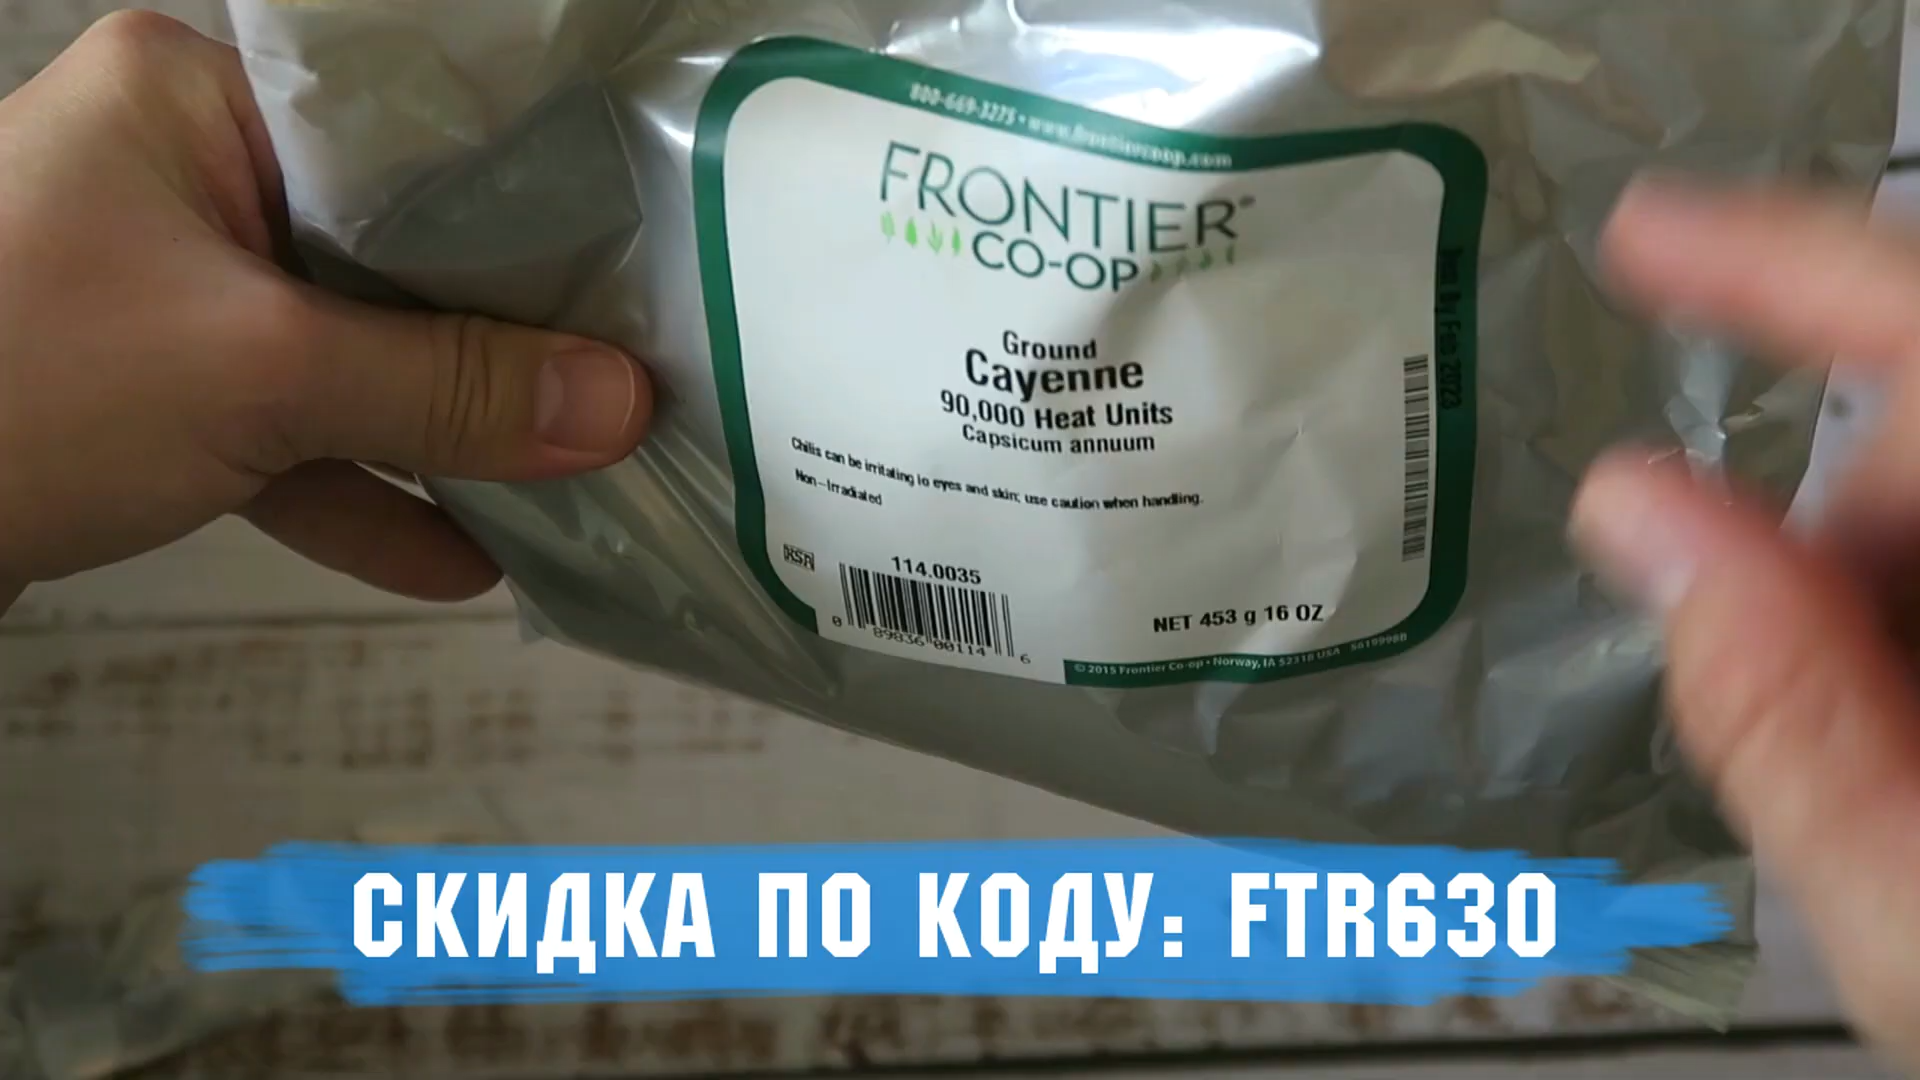 800-669-3275 • www.frontiercoop.com
FRONTIER®
CO-OP
Ground
Cayenne
90,000 Heat Units
Capsicum annuum
Chilis can be irritating to eyes and skin; use caution when handling.
Non-Irradiated
KSA
114.0035
0 89836 00114 6
NET 453 g 16 OZ
© 2015 Frontier Co-op • Norway, IA 52318 USA
СКИДКА ПО КОДУ: FTR630